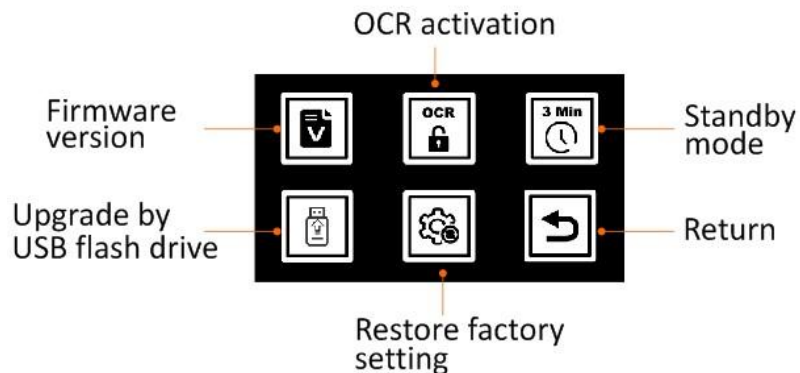 OCR activation
Firmware
version
V
OCR
3 Min
Standby
mode
Upgrade by
USB flash drive
Return
Restore factory
setting